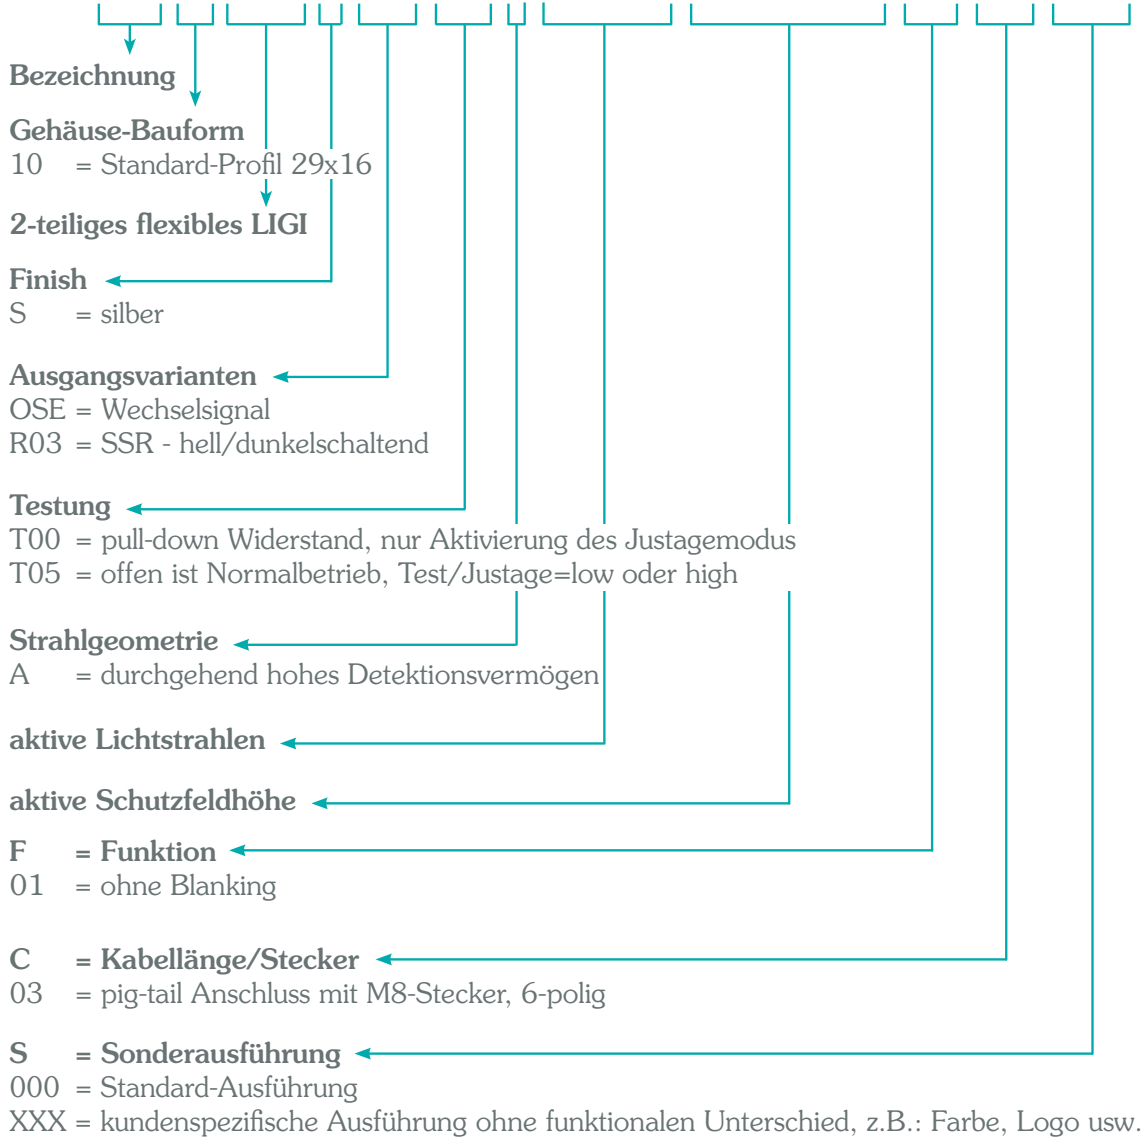 Bezeichnung
Gehäuse-Bauform
10 = Standard-Profil 29x16
2-teiliges flexibles LIGI
Finish
S = silber
Ausgangsvarianten
OSE = Wechselsignal
R03 = SSR - hell/dunkelschaltend
Testung
T00 = pull-down Widerstand, nur Aktivierung des Justagemodus
T05 = offen ist Normalbetrieb, Test/Justage=low oder high
Strahlgeometrie
A = durchgehend hohes Detektionsvermögen
aktive Lichtstrahlen
aktive Schutzfeldhöhe
F = Funktion
01 = ohne Blanking
C = Kabellänge/Stecker
03 = pig-tail Anschluss mit M8-Stecker, 6-polig
S = Sonderausführung
000 = Standard-Ausführung
XXX = kundenspezifische Ausführung ohne funktionalen Unterschied, z.B.: Farbe, Logo usw.